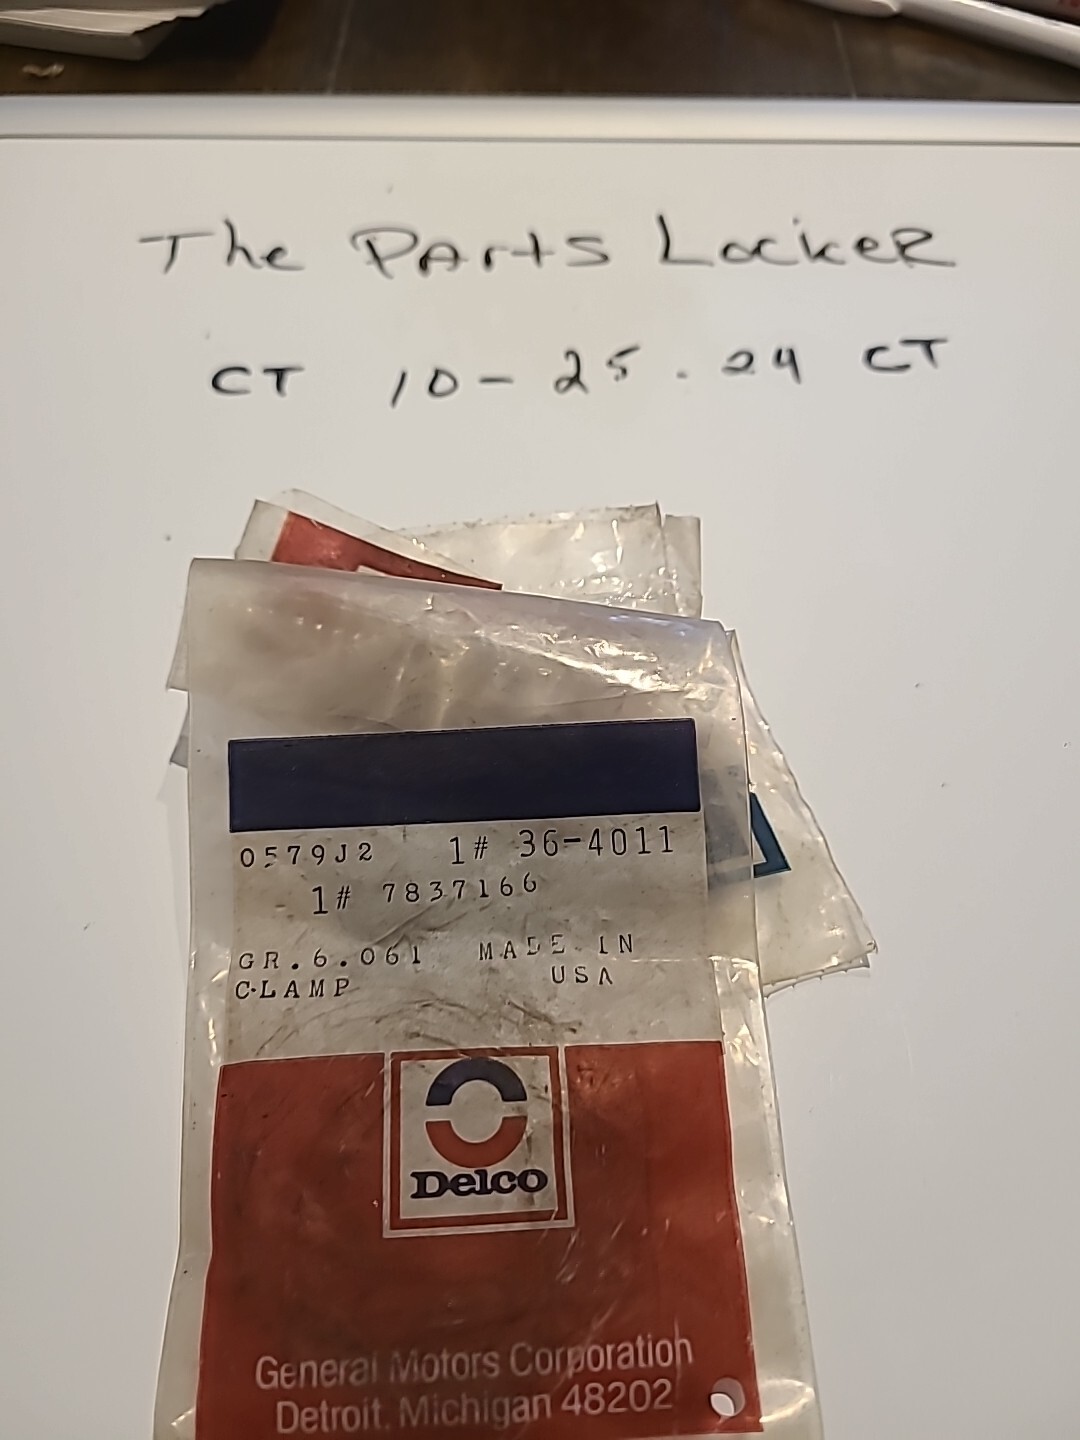 The Parts Locker
CT 10-25.24 CT
0579J2 1# 36-4011
1# 7837166
GR.6.061 MADE IN
CLAMP USA
Delco
General Motors Corporation
Detroit, Michigan 48202